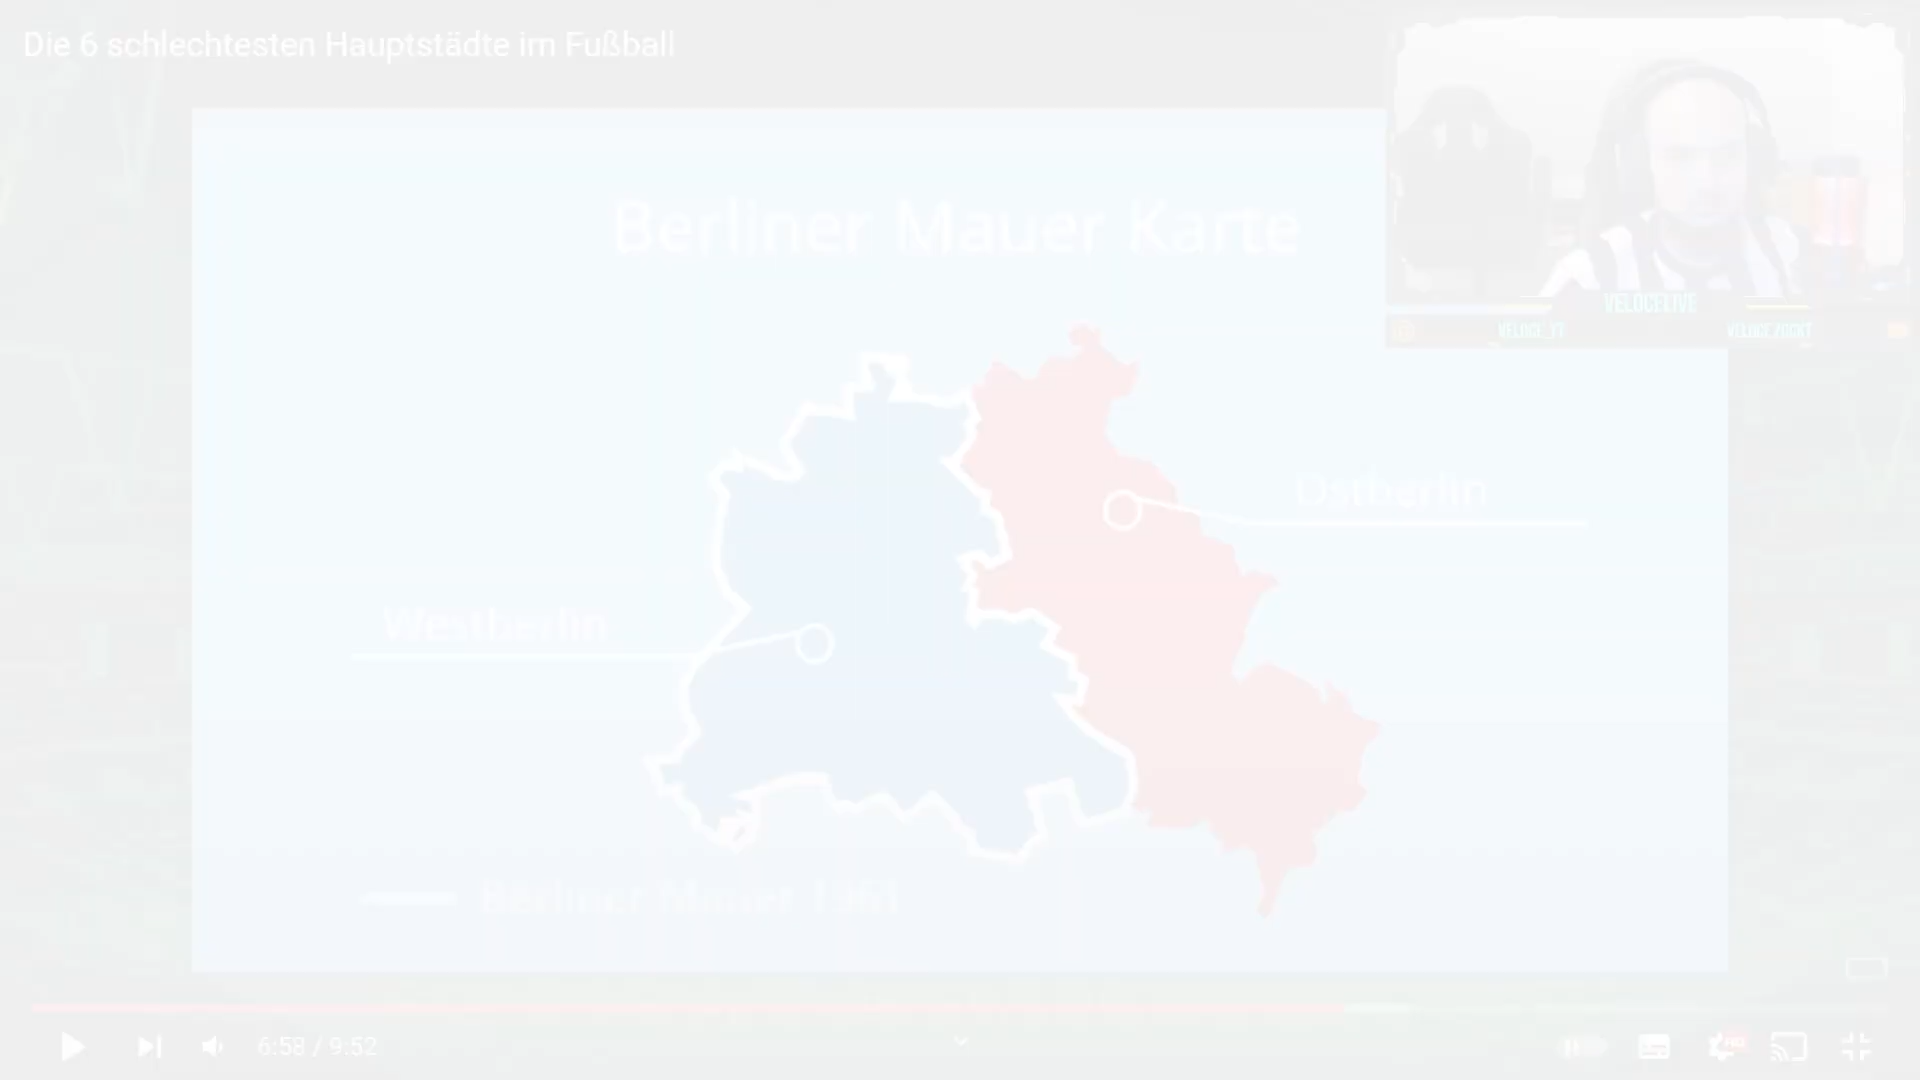 Die 6 schlechtesten Hauptstädte im Fußball
Berliner Mauer Karte
VELOCELIVE
VELOCE_YT
Ostberlin
Westberlin
Berliner Mauer 1961
6:58 / 9:52